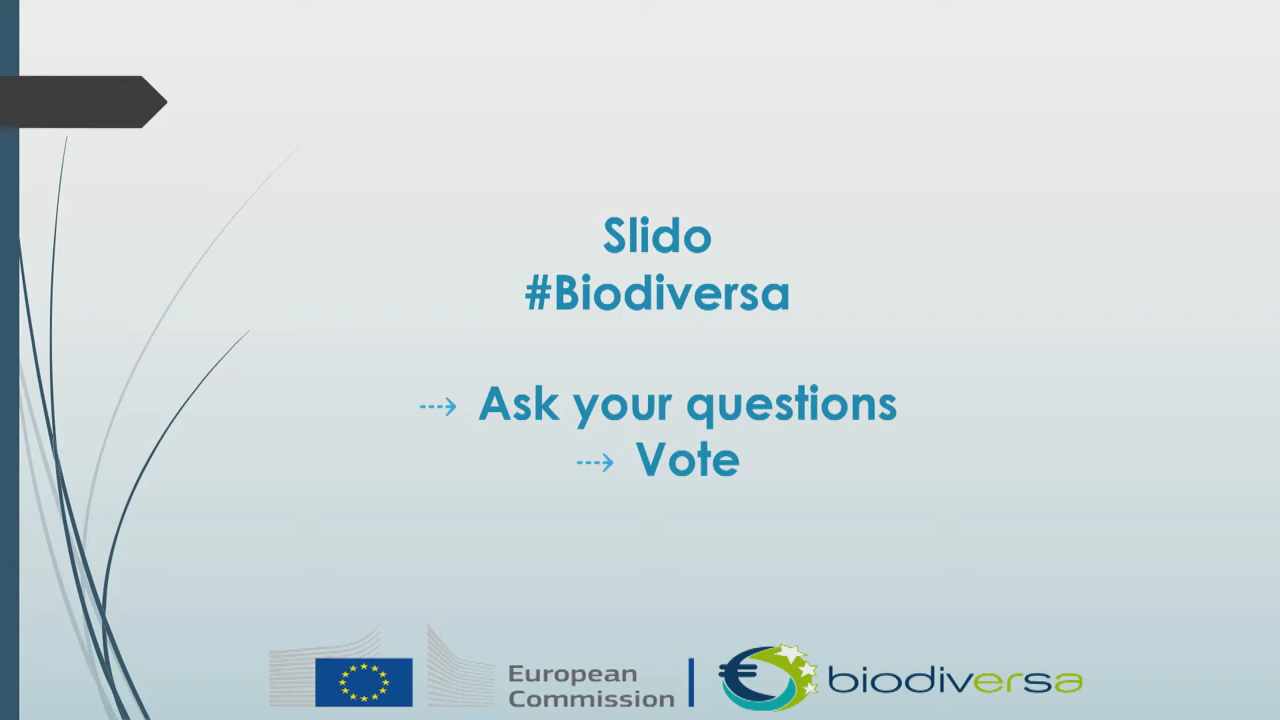 Slido
#Biodiversa
⤏ Ask your questions
⤏ Vote
European
Commission
biodiversa